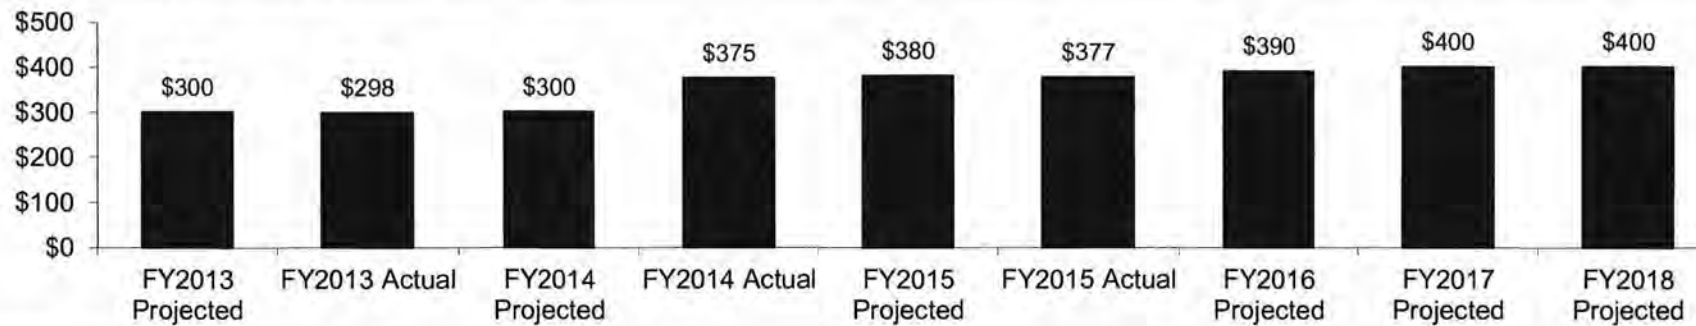 $500
$400
$300
$200
$100
$0
$300
$298
$300
$375
$380
$377
$390
$400
$400
FY2013
Projected
FY2013 Actual
FY2014
Projected
FY2014 Actual
FY2015
Projected
FY2015 Actual
FY2016
Projected
FY2017
Projected
FY2018
Projected